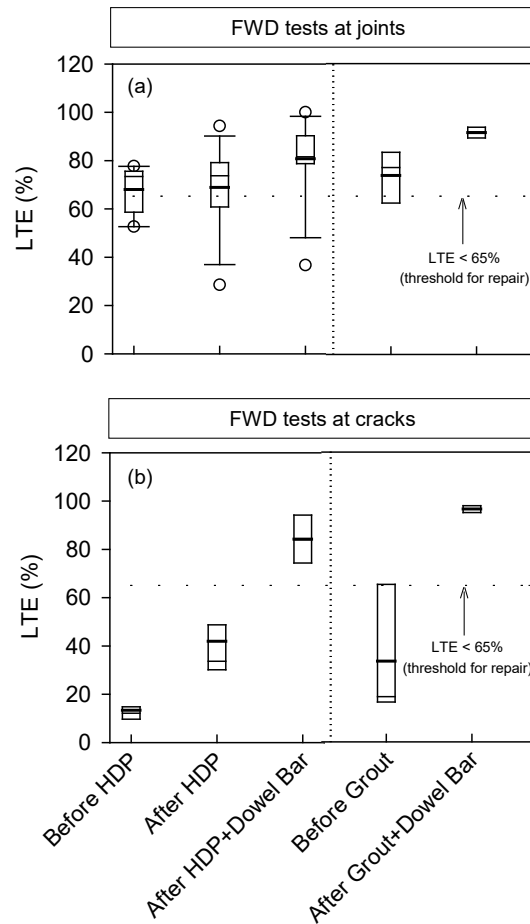 FWD tests at joints
(a)
LTE (%)
120
100
80
60
40
20
0
LTE < 65%
(threshold for repair)
FWD tests at cracks
(b)
LTE (%)
120
100
80
60
40
20
0
LTE < 65%
(threshold for repair)
Before HDP
After HDP
After HDP+Dowel Bar
Before Grout
After Grout+Dowel Bar